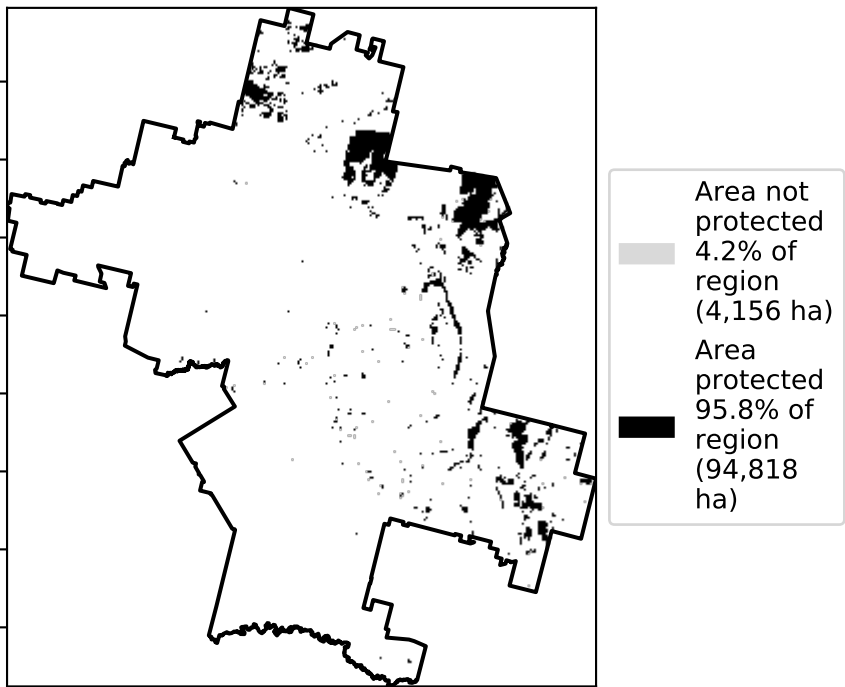 Area not
protected
4.2% of
region
(4,156 ha)
Area
protected
95.8% of
region
(94,818
ha)